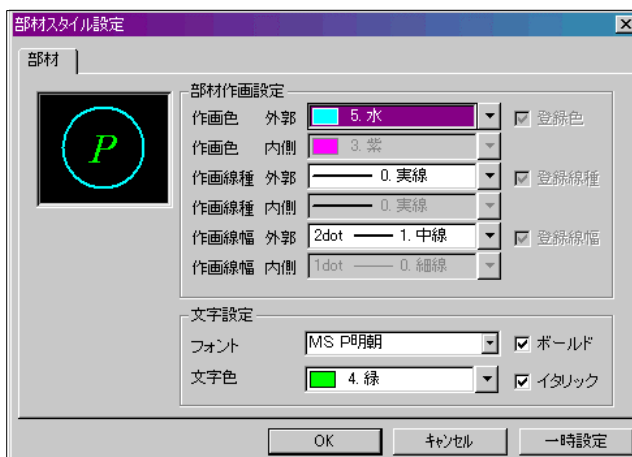 部材スタイル設定
部材
P
部材作画設定
作画色 外郭 5. 水 登録色
作画色 内側 3. 紫
作画線種 外郭 0. 実線 登録線種
作画線種 内側 0. 実線
作画線幅 外郭 2dot 1. 中線 登録線幅
作画線幅 内側 1dot 0. 細線
文字設定
フォント MS P明朝 ボールド
文字色 4. 緑 イタリック
OK キャンセル 一時設定